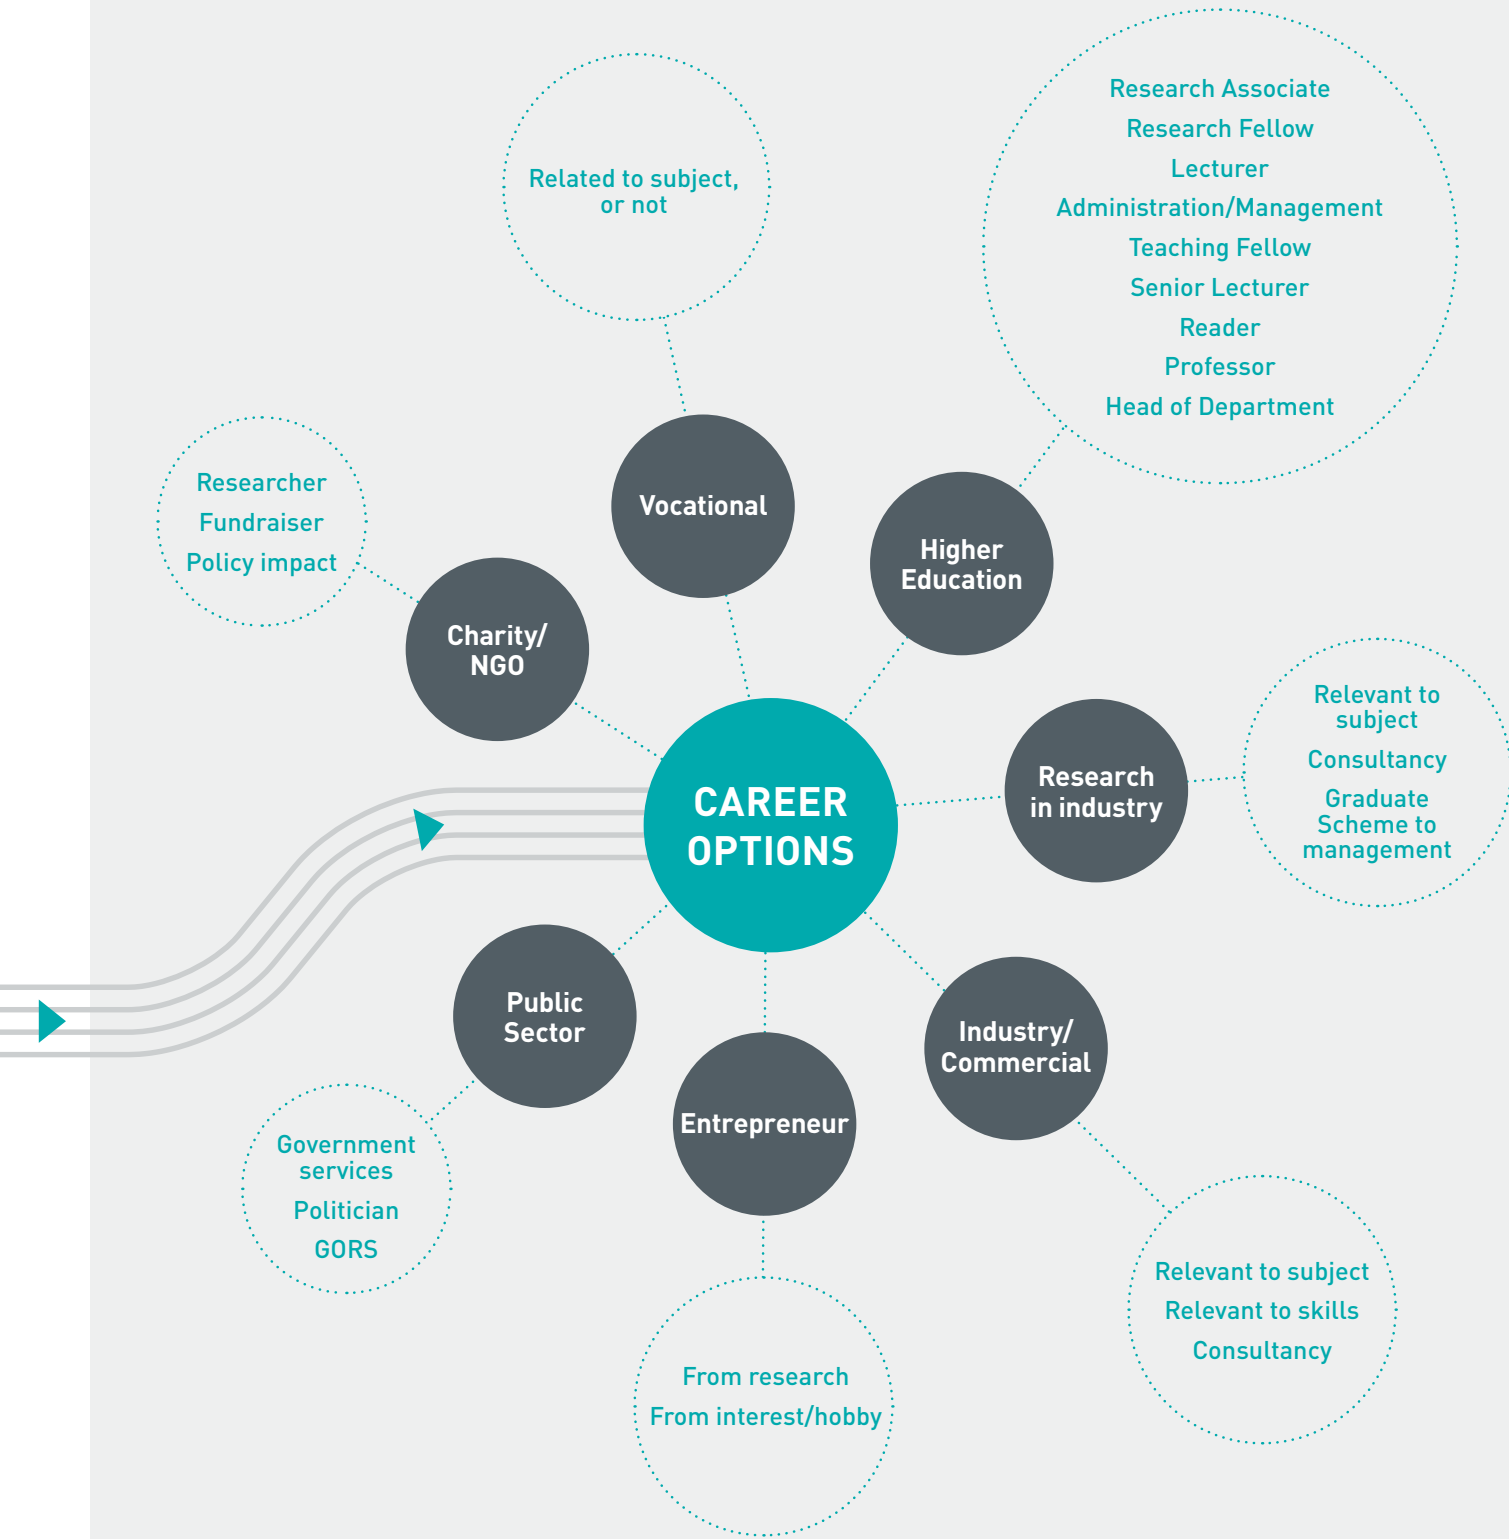 Related to subject,
or not
Research Associate
Research Fellow
Lecturer
Administration/Management
Teaching Fellow
Senior Lecturer
Reader
Professor
Head of Department
Researcher
Fundraiser
Policy impact
Vocational
Higher
Education
Charity/
NGO
Relevant to
subject
Consultancy
Graduate
Scheme to
management
Research
in industry
CAREER
OPTIONS
Public
Sector
Industry/
Commercial
Entrepreneur
Government
services
Politician
GORS
Relevant to subject
Relevant to skills
Consultancy
From research
From interest/hobby